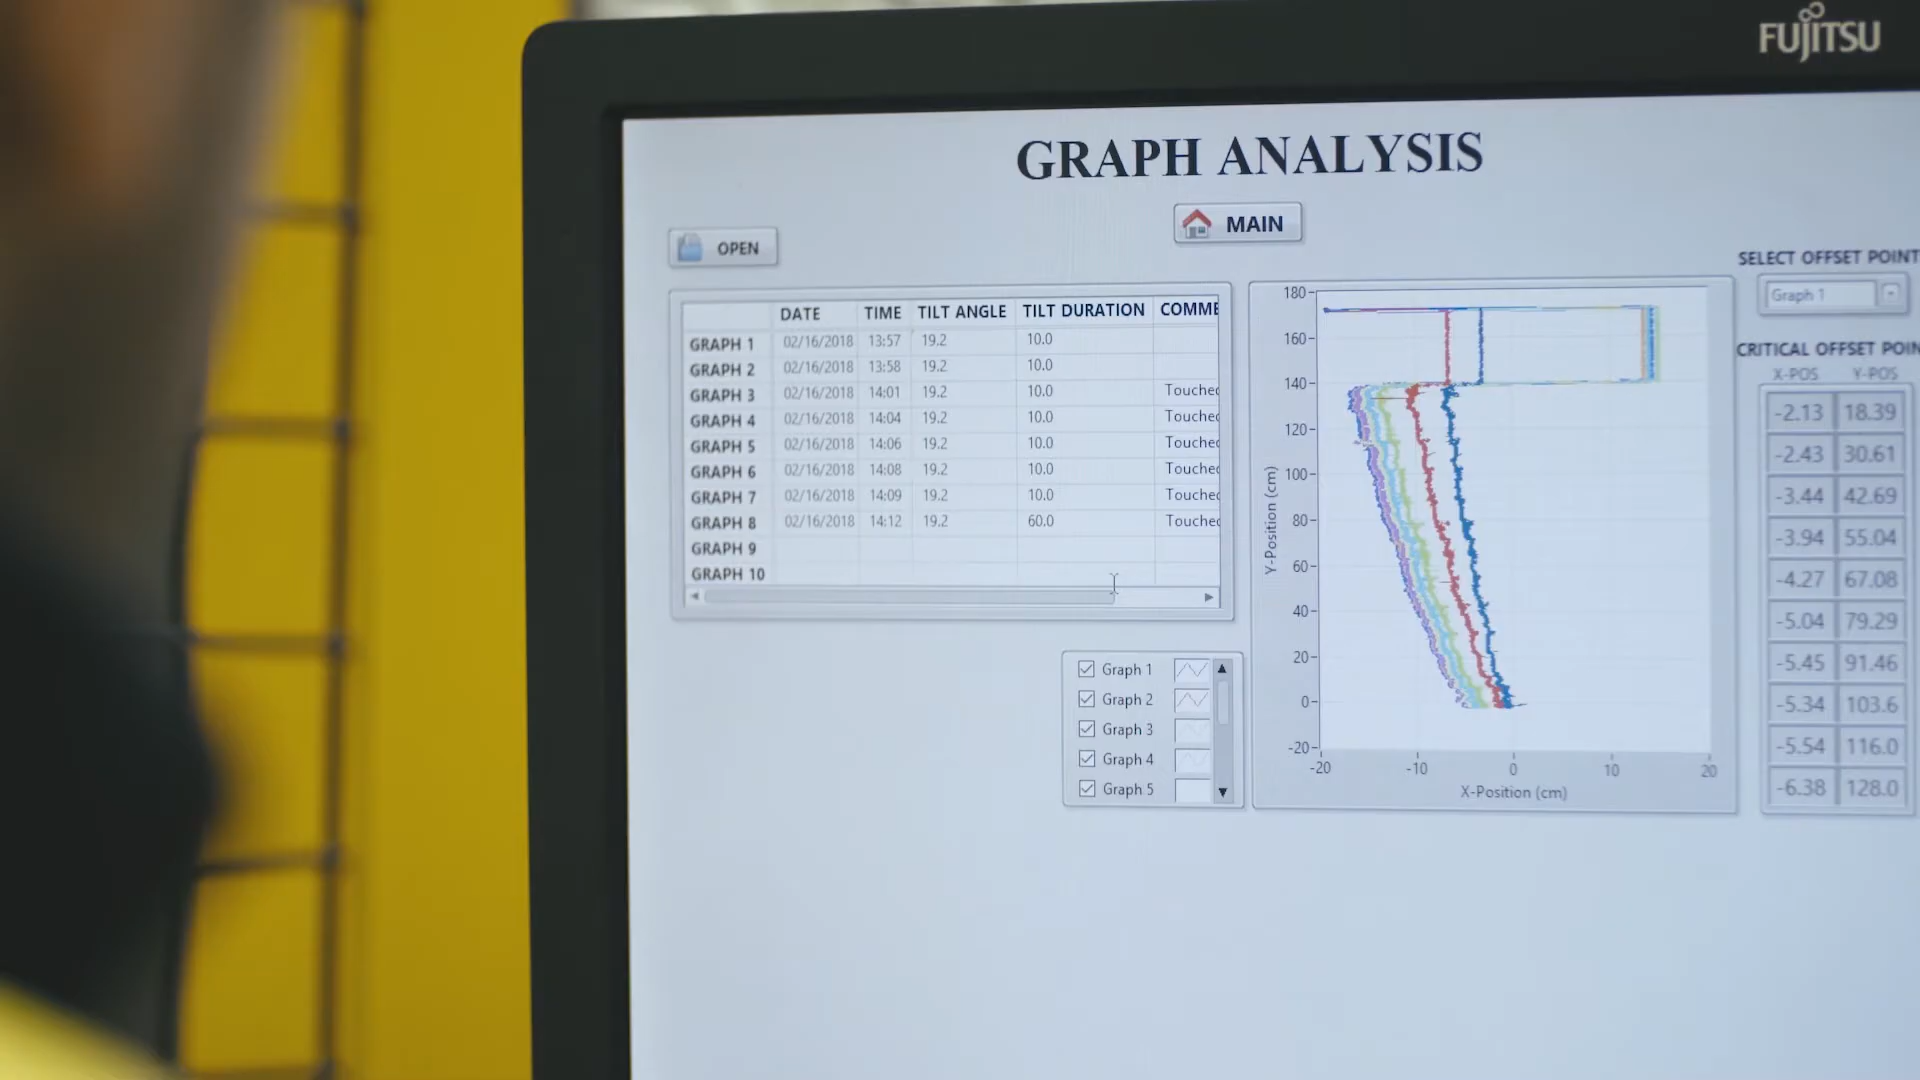 FUJITSU
GRAPH ANALYSIS
MAIN
OPEN
DATE TIME TILT ANGLE TILT DURATION COMME
GRAPH 1 02/16/2018 13:57 19.2 10.0
GRAPH 2 02/16/2018 13:58 19.2 10.0
GRAPH 3 02/16/2018 14:01 19.2 10.0 Touched
GRAPH 4 02/16/2018 14:04 19.2 10.0 Touched
GRAPH 5 02/16/2018 14:06 19.2 10.0 Touched
GRAPH 6 02/16/2018 14:08 19.2 10.0 Touched
GRAPH 7 02/16/2018 14:09 19.2 10.0 Touched
GRAPH 8 02/16/2018 14:12 19.2 60.0 Touched
GRAPH 9
GRAPH 10
Graph 1
Graph 2
Graph 3
Graph 4
Graph 5
180
160
140
120
100
80
60
40
20
0
-20
Y-Position (cm)
-20 -10 0 10 20
X-Position (cm)
SELECT OFFSET POINT
Graph 1
CRITICAL OFFSET POIN
X-POS Y-POS
-2.13 18.39
-2.43 30.61
-3.44 42.69
-3.94 55.04
-4.27 67.08
-5.04 79.29
-5.45 91.46
-5.34 103.6
-5.54 116.0
-6.38 128.0